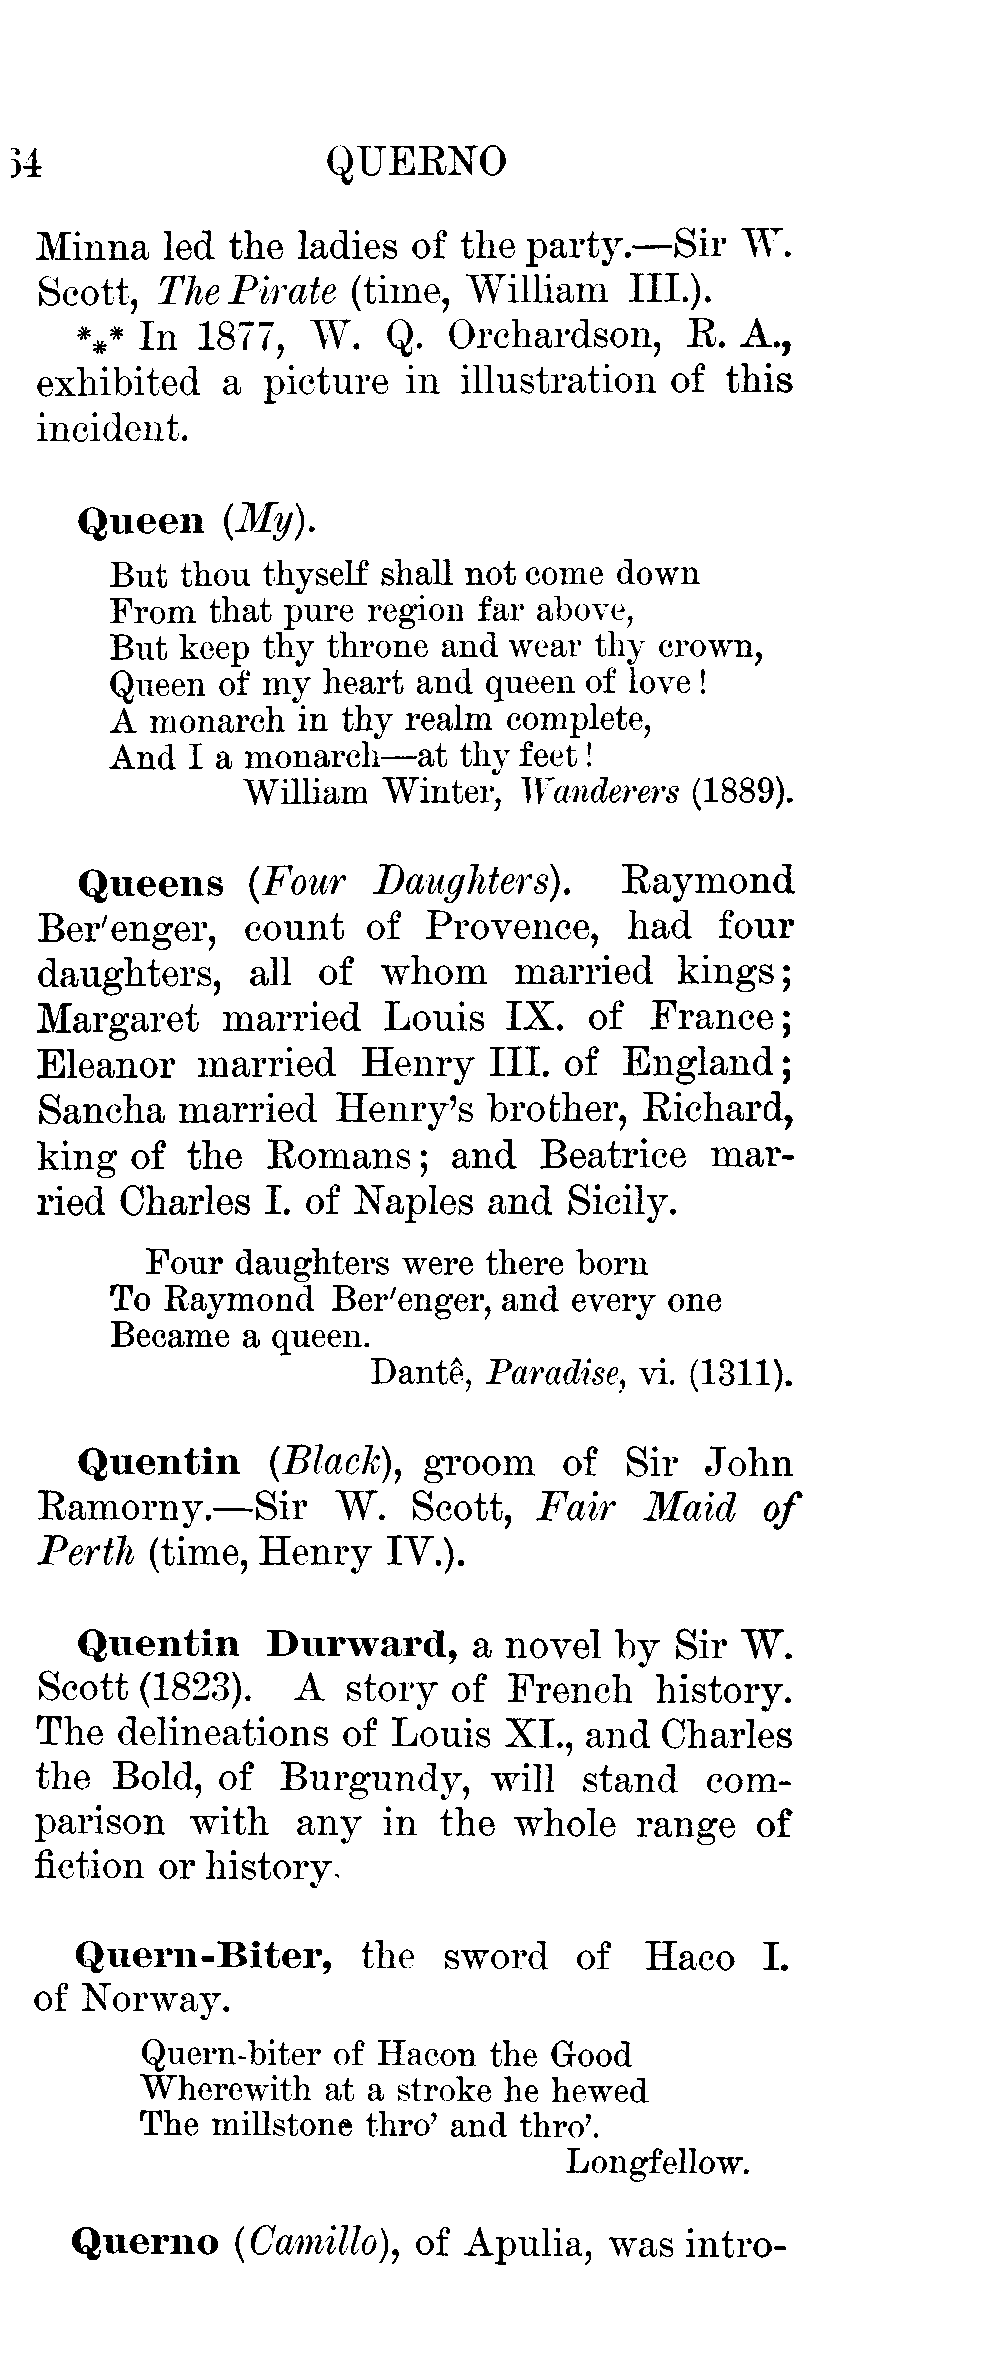 64 QUERNO
Minna led the ladies of the party.—Sir W.
Scott, The Pirate (time, William III.).
*⁎* In 1877, W. Q. Orchardson, R. A.,
exhibited a picture in illustration of this
incident.
Queen (My).
But thou thyself shall not come down
From that pure region far above,
But keep thy throne and wear thy crown,
Queen of my heart and queen of love!
A monarch in thy realm complete,
And I a monarch—at thy feet!
William Winter, Wanderers (1889).
Queens (Four Daughters). Raymond
Ber'enger, count of Provence, had four
daughters, all of whom married kings;
Margaret married Louis IX. of France;
Eleanor married Henry III. of England;
Sancha married Henry's brother, Richard,
king of the Romans; and Beatrice mar-
ried Charles I. of Naples and Sicily.
Four daughters were there born
To Raymond Ber'enger, and every one
Became a queen.
Dantê, Paradise, vi. (1311).
Quentin (Black), groom of Sir John
Ramorny.—Sir W. Scott, Fair Maid of
Perth (time, Henry IV.).
Quentin Durward, a novel by Sir W.
Scott (1823). A story of French history.
The delineations of Louis XI., and Charles
the Bold, of Burgundy, will stand com-
parison with any in the whole range of
fiction or history.
Quern-Biter, the sword of Haco I.
of Norway.
Quern-biter of Hacon the Good
Wherewith at a stroke he hewed
The millstone thro' and thro'.
Longfellow.
Querno (Camillo), of Apulia, was intro-